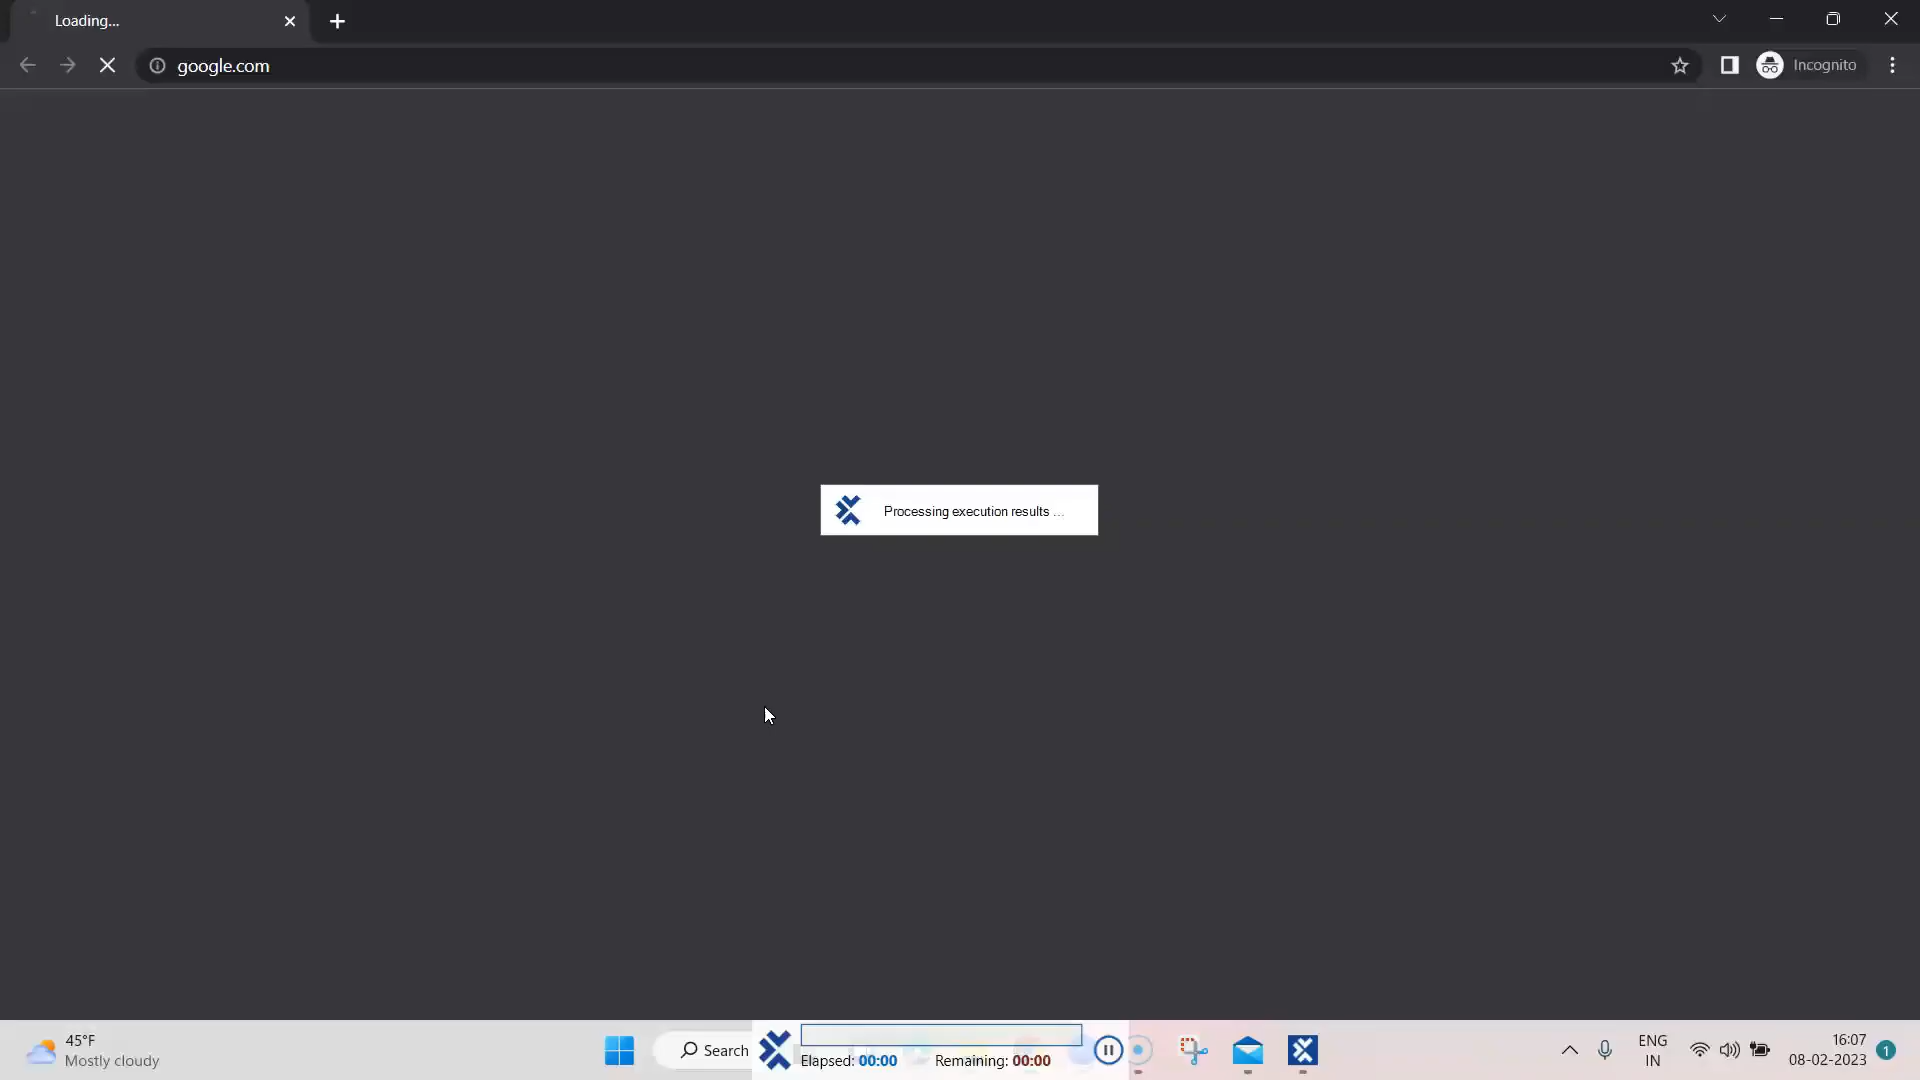 Loading...
google.com
Incognito
Processing execution results ...
45°F
Mostly cloudy
Search
Elapsed: 00:00 Remaining: 00:00
ENG
IN
16:07
08-02-2023
1